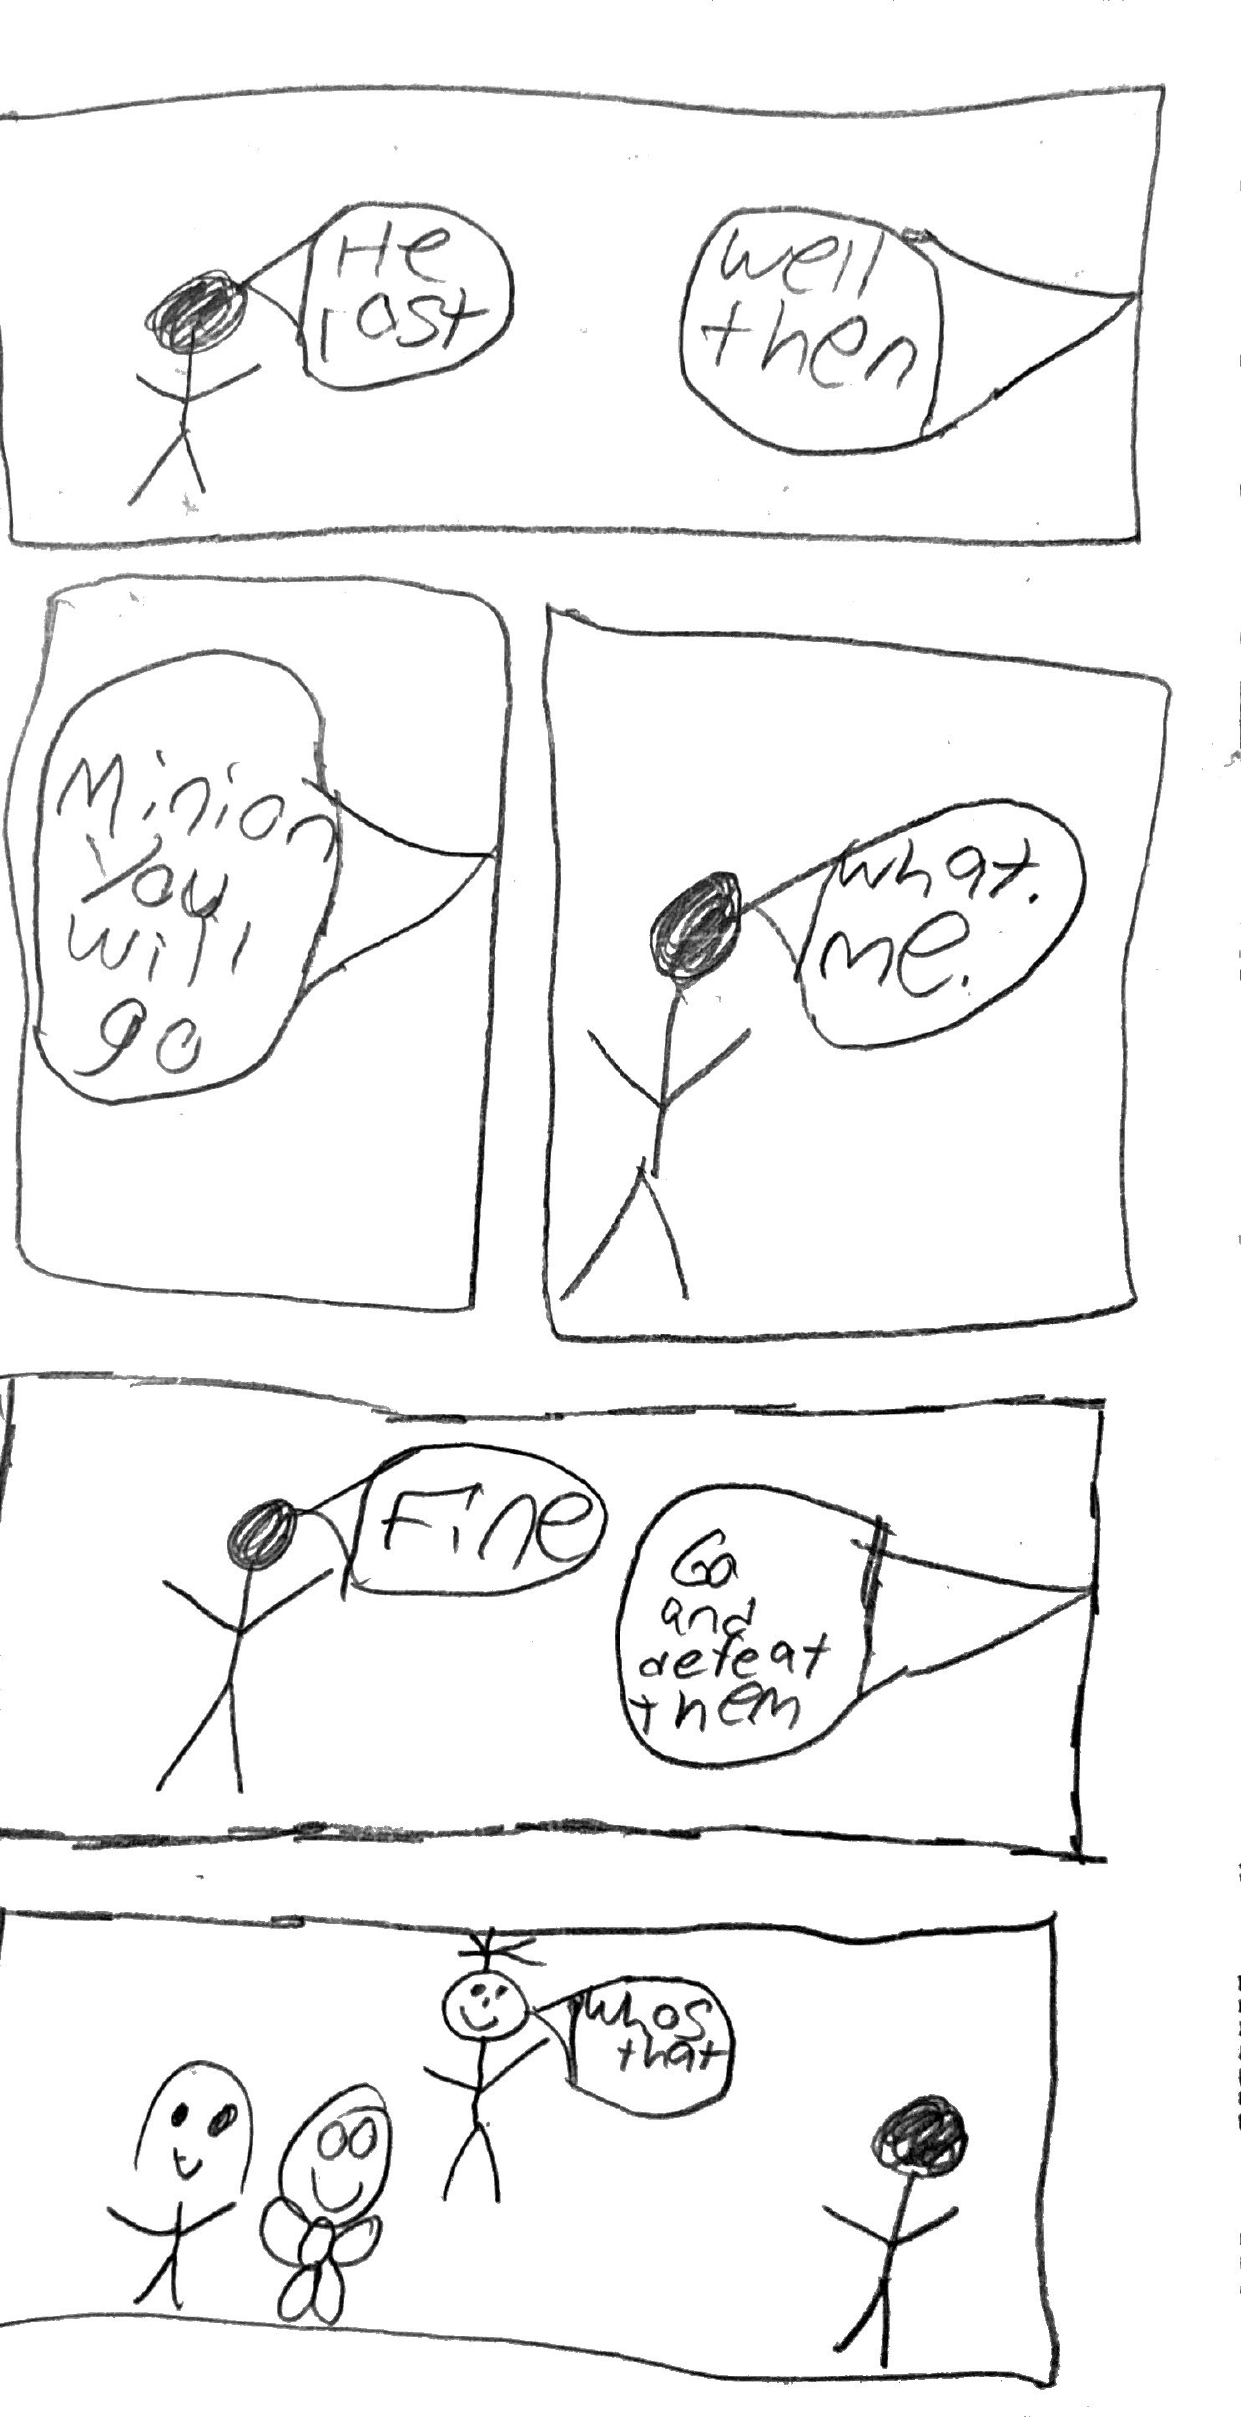 He
lost
well
then
Minion
You
will
go
what.
me.
Fine
Go
and
defeat
them
whos
that